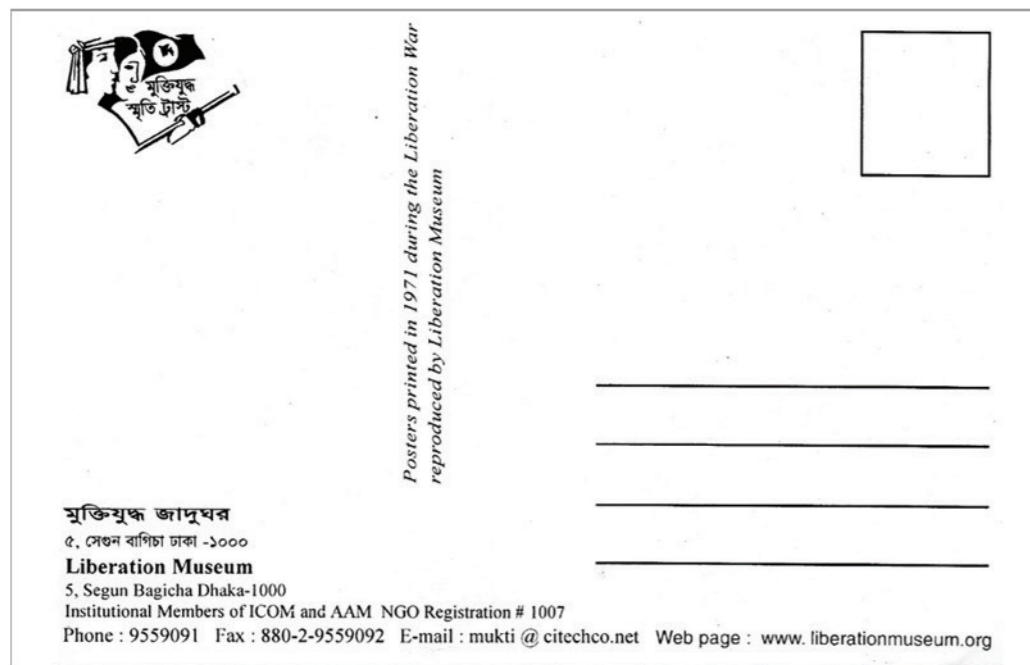 মুক্তিযুদ্ধ
স্মৃতি ট্রাস্ট
Posters printed in 1971 during the Liberation War
reproduced by Liberation Museum
মুক্তিযুদ্ধ জাদুঘর
৫, সেগুন বাগিচা ঢাকা -১০০০
Liberation Museum
5, Segun Bagicha Dhaka-1000
Institutional Members of ICOM and AAM NGO Registration # 1007
Phone : 9559091 Fax : 880-2-9559092 E-mail : mukti @ citechco.net Web page : www. liberationmuseum.org